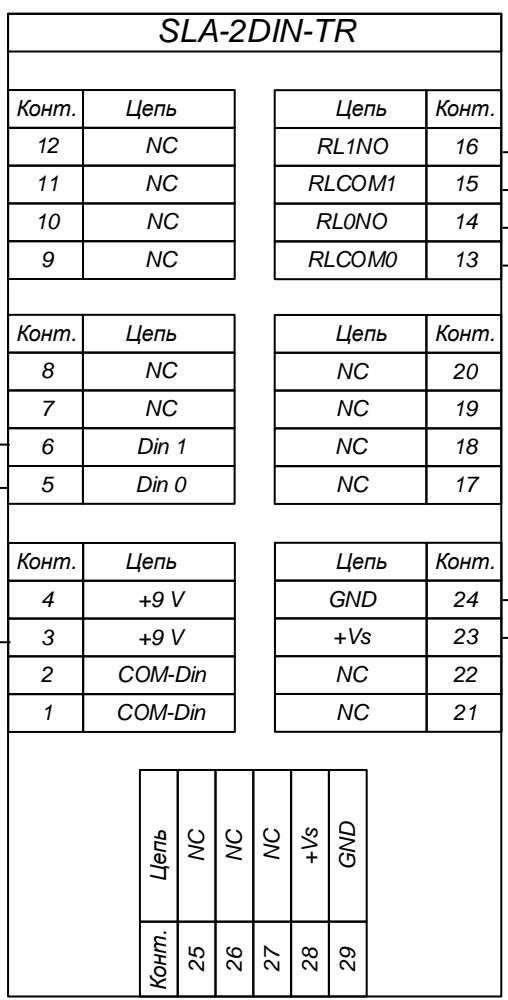 SLA-2DIN-TR
Конт. Цепь
12 NC
11 NC
10 NC
9 NC
Цепь Конт.
RL1NO 16
RLCOM1 15
RL0NO 14
RLCOM0 13
Конт. Цепь
8 NC
7 NC
6 Din 1
5 Din 0
Цепь Конт.
NC 20
NC 19
NC 18
NC 17
Конт. Цепь
4 +9 V
3 +9 V
2 COM-Din
1 COM-Din
Цепь Конт.
GND 24
+Vs 23
NC 22
NC 21
Конт. Цепь
25 NC
26 NC
27 NC
28 +Vs
29 GND